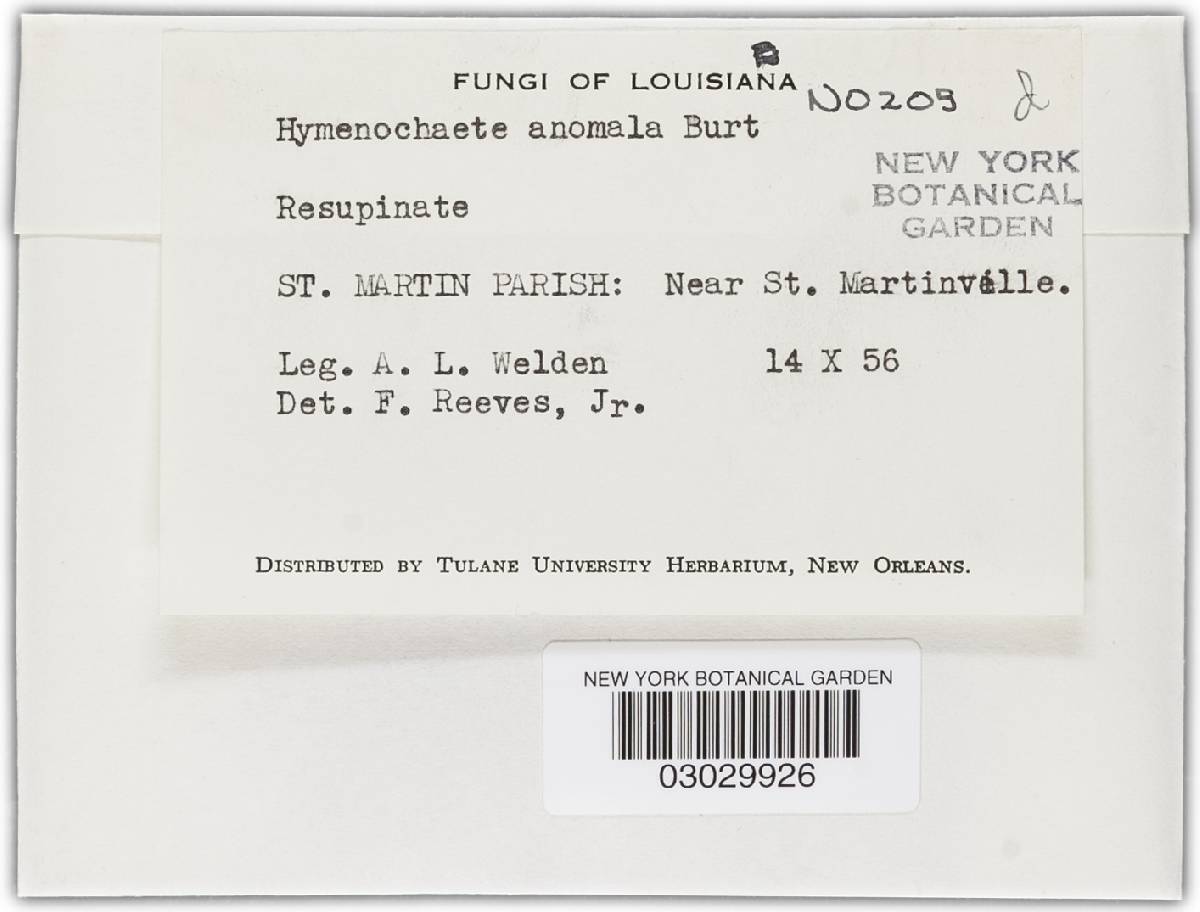 FUNGI OF LOUISIANA
NO209
Hymenochaete anomala Burt
NEW YORK
BOTANICAL
GARDEN
Resupinate
ST. MARTIN PARISH: Near St. Martinville.
Leg. A. L. Welden 14 X 56
Det. F. Reeves, Jr.
DISTRIBUTED BY TULANE UNIVERSITY HERBARIUM, NEW ORLEANS.
NEW YORK BOTANICAL GARDEN
03029926